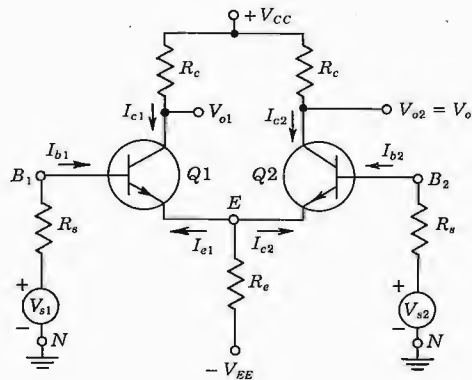 + V_CC
R_c
R_c
I_c1
V_o1
I_c2
V_o2 = V_o
I_b1
I_b2
B_1
Q1
Q2
B_2
E
R_s
I_e1
I_c2
R_s
R_e
+
V_s1
−
+
V_s2
−
N
N
− V_EE